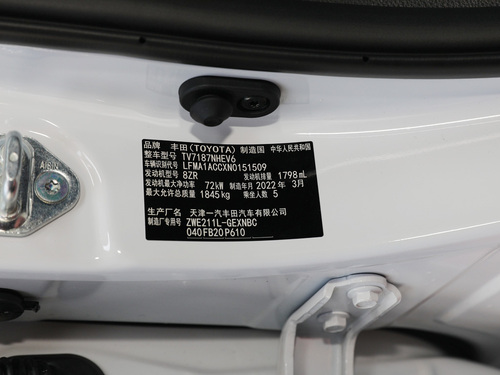 AISIN
品牌 丰田(TOYOTA) 制造国 中华人民共和国
整车型号 TV7187NHEV6
车辆识别代号 LFMA1ACCXN0151509
发动机型号 8ZR 发动机排量 1798mL
发动机最大净功率 72kW 制造年月 2022年 3月
最大允许总质量 1845kg 乘坐人数 5
生产厂名 天津一汽丰田汽车有限公司
制造厂专用号 ZWE211L-GEXNBC
040FB20P610